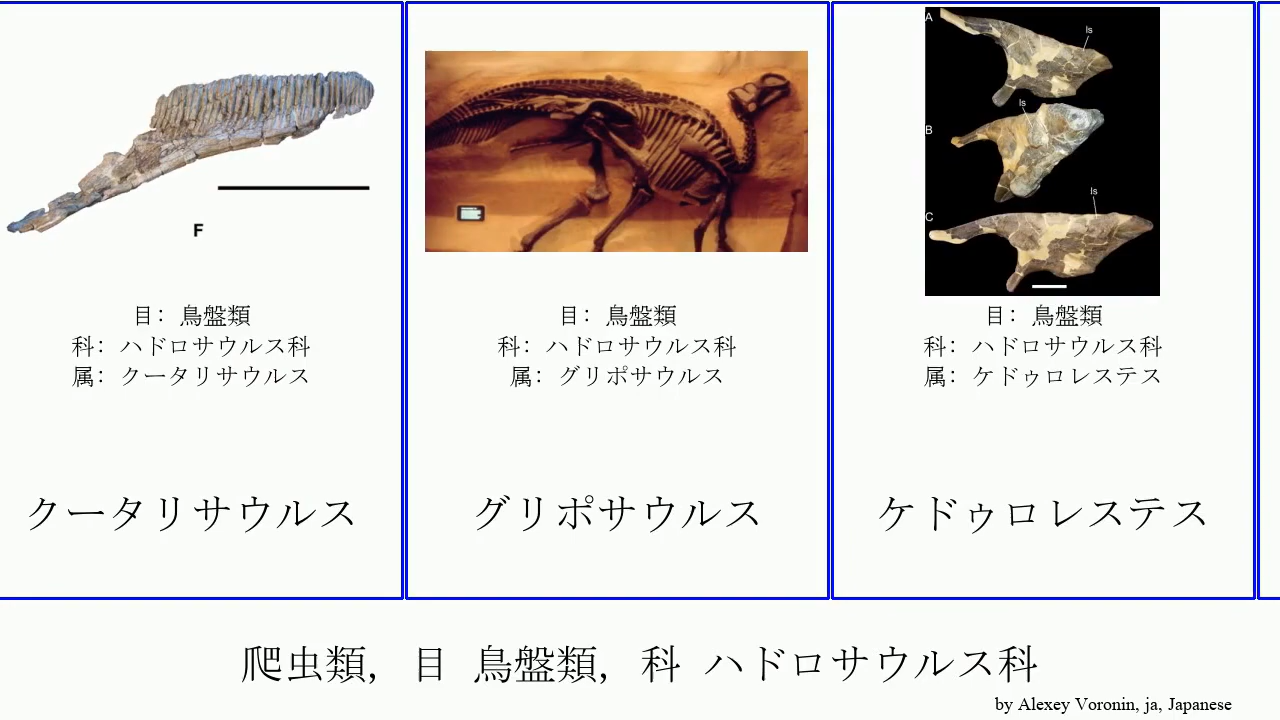 F
目: 鳥盤類
科: ハドロサウルス科
属: クータリサウルス
クータリサウルス
目: 鳥盤類
科: ハドロサウルス科
属: グリポサウルス
グリポサウルス
A
ls
ls
B
ls
C
目: 鳥盤類
科: ハドロサウルス科
属: ケドゥロレステス
ケドゥロレステス
爬虫類, 目 鳥盤類, 科 ハドロサウルス科
by Alexey Voronin, ja, Japanese